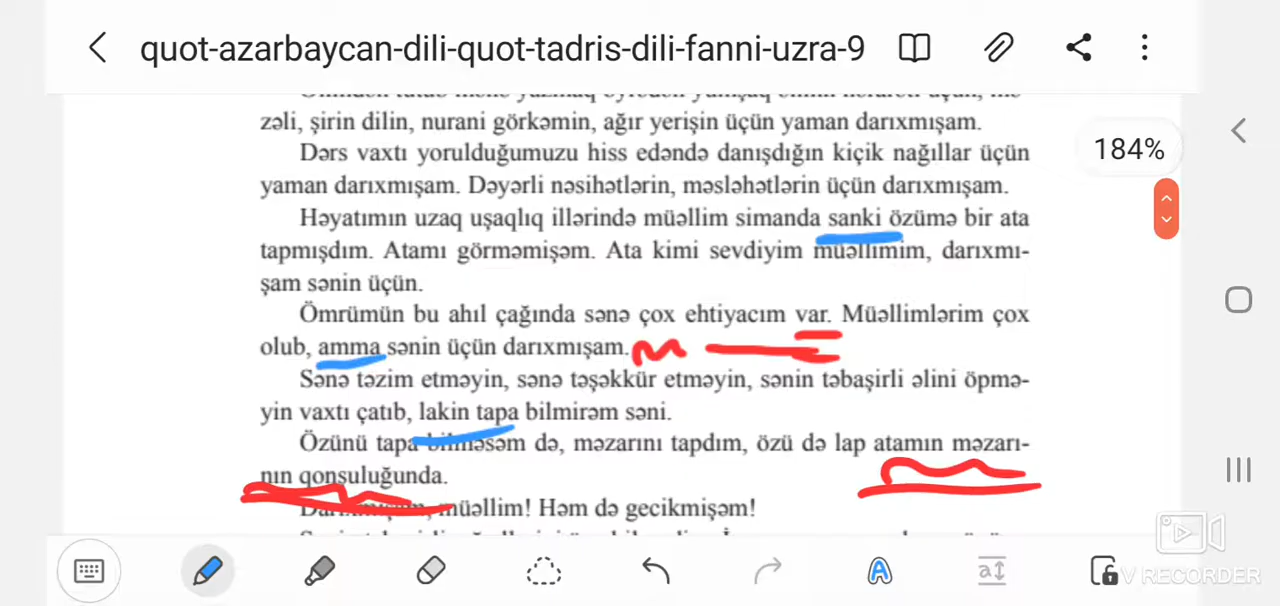 quot-azarbaycan-dili-quot-tadris-dili-fanni-uzra-9
184%
zəli, şirin dilin, nurani görkəmin, ağır yerişin üçün yaman darıxmışam.
Dərs vaxtı yorulduğumuzu hiss edəndə danışdığın kiçik nağıllar üçün
yaman darıxmışam. Dəyərli nəsihətlərin, məsləhətlərin üçün darıxmışam.
Həyatımın uzaq uşaqlıq illərində müəllim simanda sanki özümə bir ata
tapmışdım. Atamı görməmişəm. Ata kimi sevdiyim müəllimim, darıxmı-
şam sənin üçün.
Ömrümün bu ahıl çağında sənə çox ehtiyacım var. Müəllimlərim çox
olub, amma sənin üçün darıxmışam.
Sənə təzim etməyin, sənə təşəkkür etməyin, sənin təbaşirli əlini öpmə-
yin vaxtı çatıb, lakin tapa bilmirəm səni.
Özünü tapa bilməsəm də, məzarını tapdım, özü də lap atamın məzarı-
nın qonşuluğunda.
Darıxmışam, müəllim! Həm də gecikmişəm!
V RECORDER